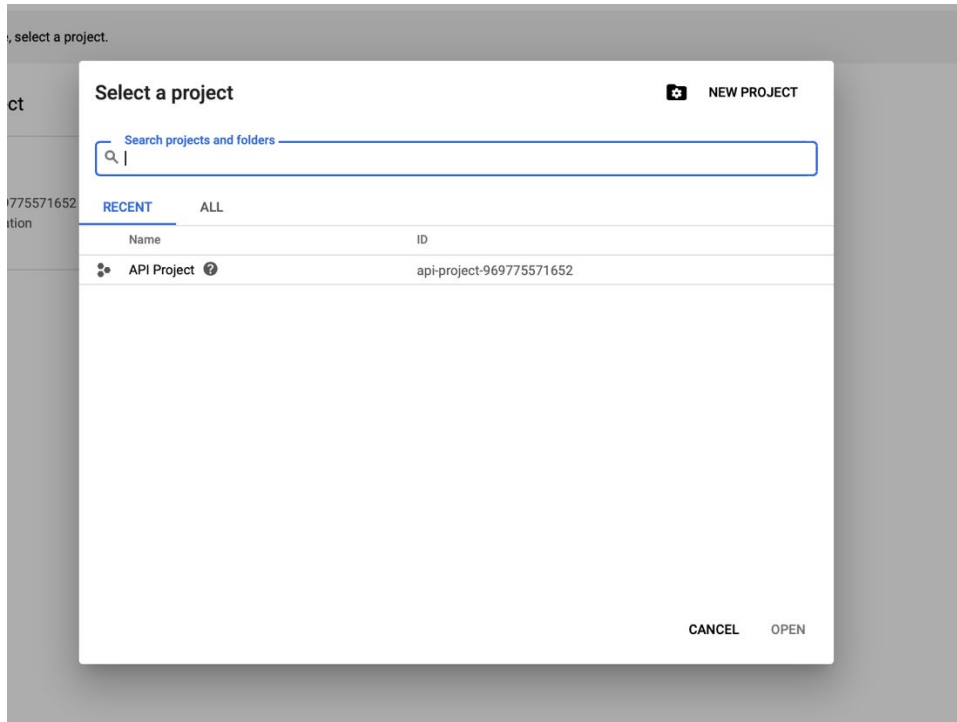 , select a project.
ct
Select a project
NEW PROJECT
Search projects and folders
775571652
ation
RECENT ALL
Name ID
API Project api-project-969775571652
CANCEL OPEN